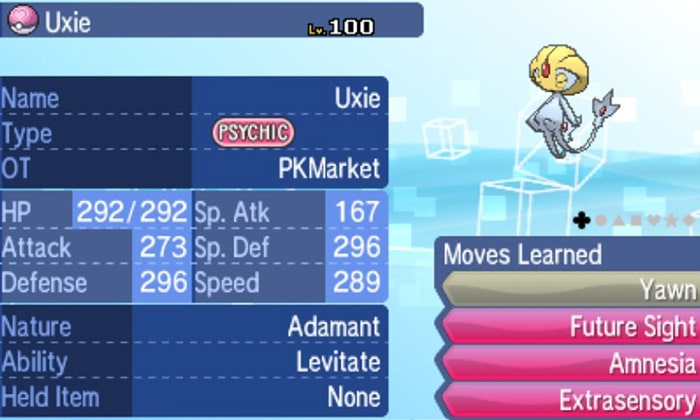 Uxie Lv.100
Name Uxie
Type PSYCHIC
OT PKMarket
HP 292/292 Sp. Atk 167
Attack 273 Sp. Def 296
Defense 296 Speed 289
Nature Adamant
Ability Levitate
Held Item None
Moves Learned
Yawn
Future Sight
Amnesia
Extrasensory